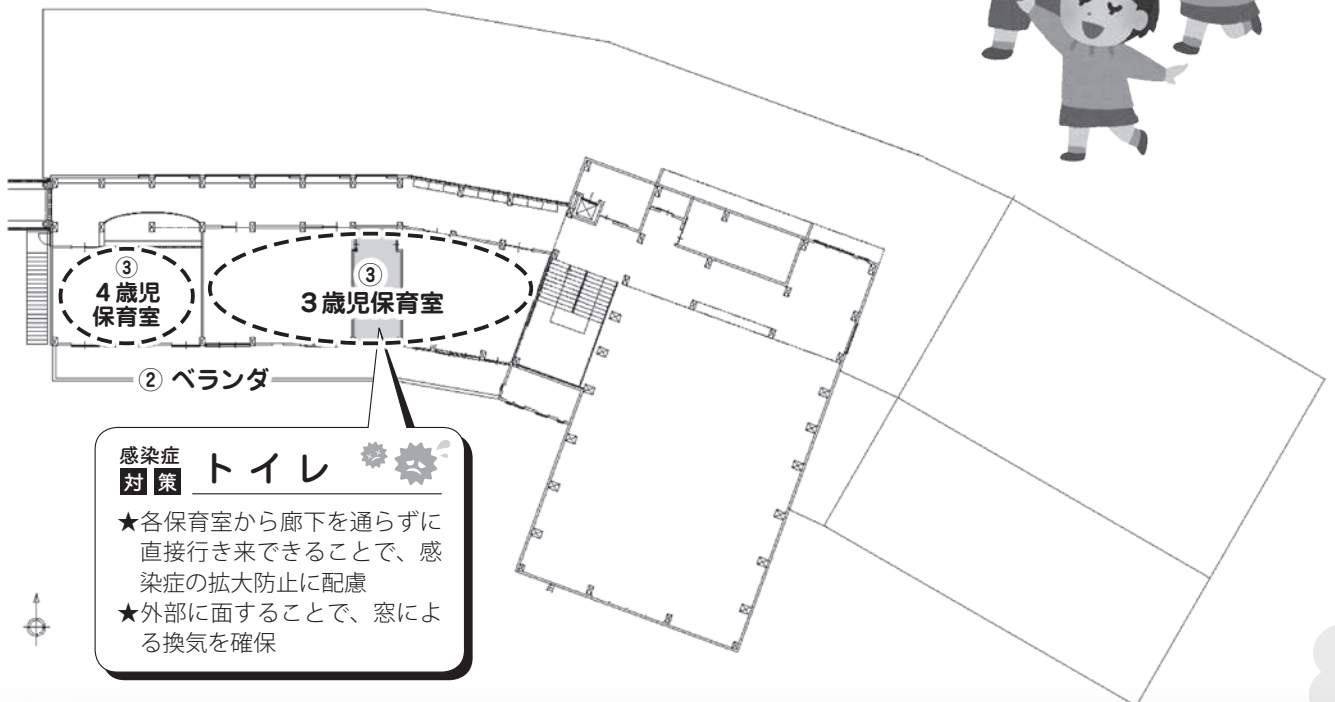 ③
4歳児
保育室
③
3歳児保育室
② ベランダ
感染症
対策
トイレ
★各保育室から廊下を通らずに
直接行き来できることで、感
染症の拡大防止に配慮
★外部に面することで、窓によ
る換気を確保